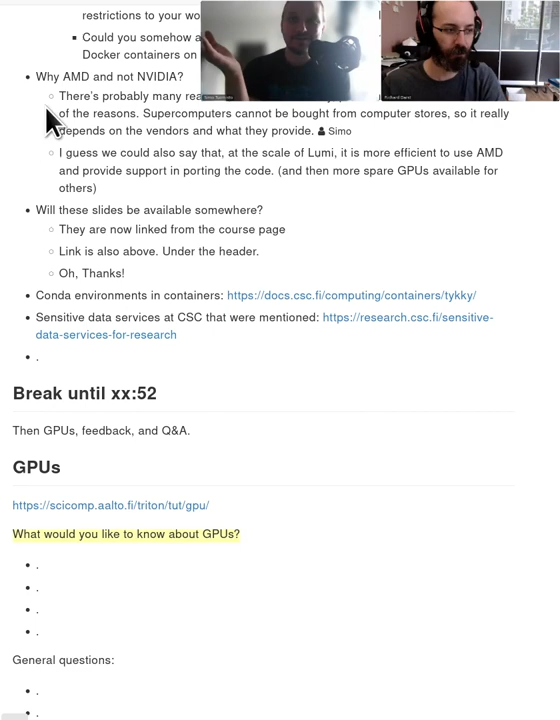 restrictions to your wo
Could you somehow a
Docker containers on
Why AMD and not NVIDIA?
There's probably many rea
of the reasons. Supercomputers cannot be bought from computer stores, so it really
depends on the vendors and what they provide. Simo
I guess we could also say that, at the scale of Lumi, it is more efficient to use AMD
and provide support in porting the code. (and then more spare GPUs available for
others)
Will these slides be available somewhere?
They are now linked from the course page
Link is also above. Under the header.
Oh, Thanks!
Conda environments in containers: https://docs.csc.fi/computing/containers/tykky/
Sensitive data services at CSC that were mentioned: https://research.csc.fi/sensitive-
data-services-for-research
.
Break until xx:52
Then GPUs, feedback, and Q&A.
GPUs
https://scicomp.aalto.fi/triton/tut/gpu/
What would you like to know about GPUs?
.
.
.
.
General questions:
.
.